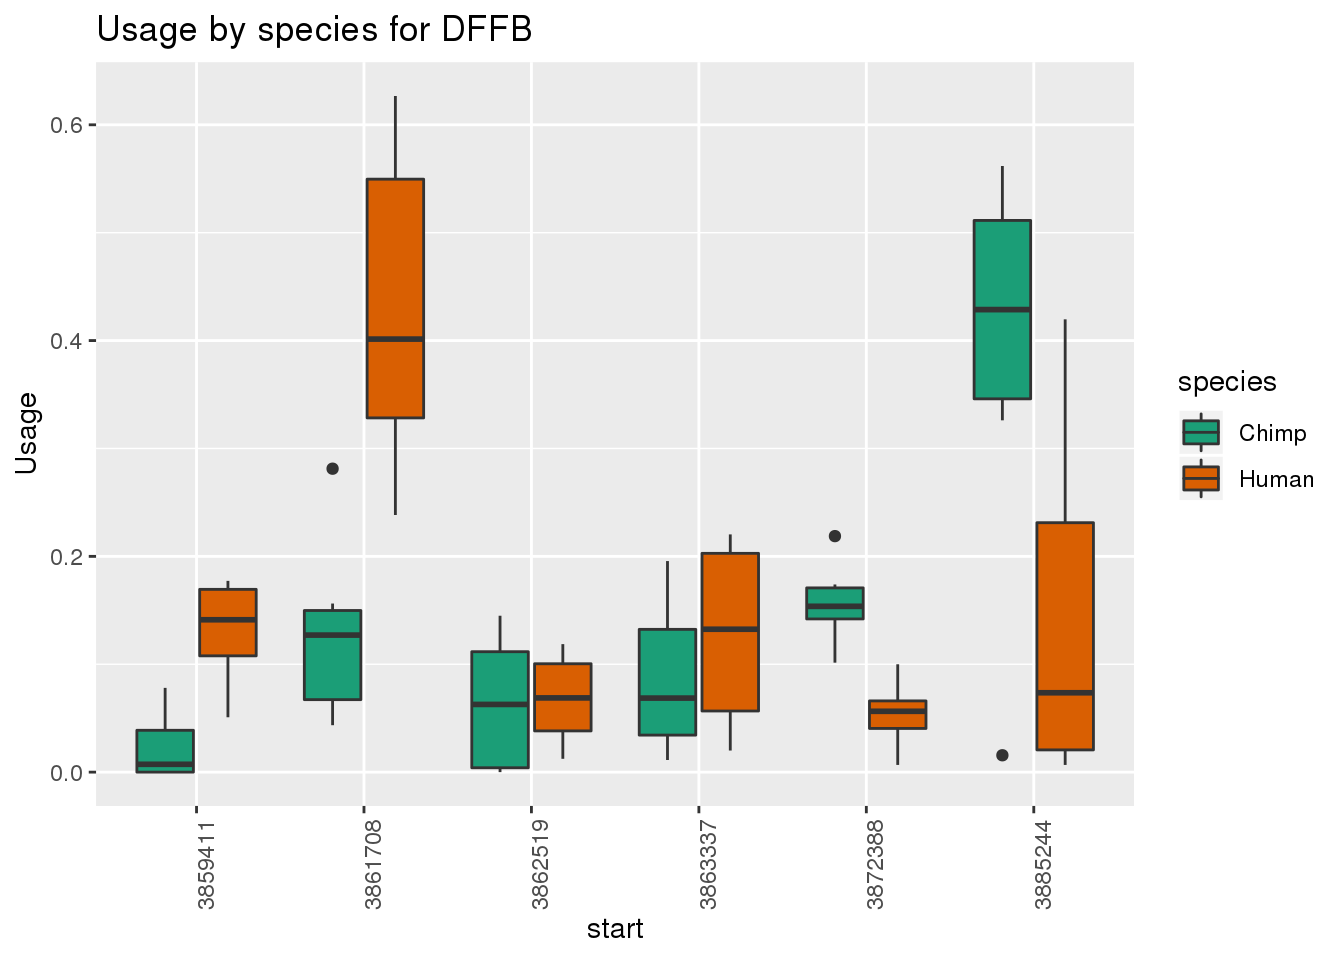 Usage by species for DFFB
0.6
0.4
0.2
0.0
Usage
3859411
3861708
3862519
3863337
3872388
3885244
start
species
Chimp
Human